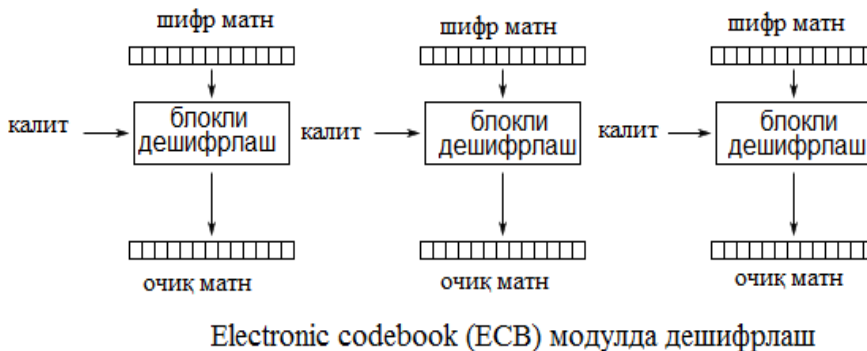 шифр матн
шифр матн
шифр матн
калит
блокли
дешифрлаш
калит
блокли
дешифрлаш
калит
блокли
дешифрлаш
очиқ матн
очиқ матн
очиқ матн
Electronic codebook (ECB) модулда дешифрлаш